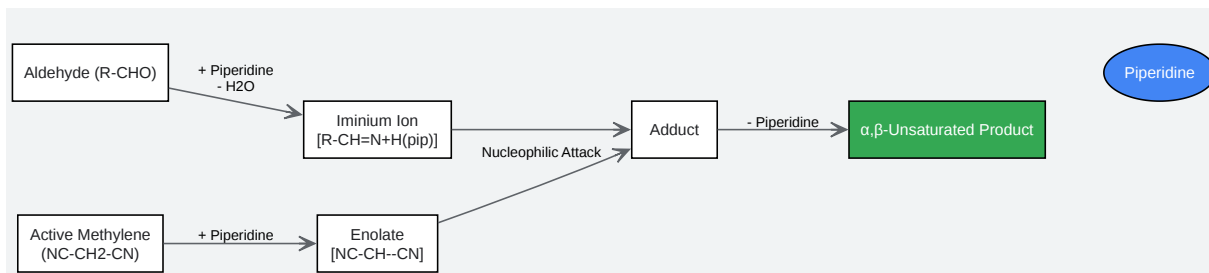 Aldehyde (R-CHO)
+ Piperidine
- H2O
Iminium Ion
[R-CH=N+H(pip)]
Adduct
- Piperidine
α,β-Unsaturated Product
Piperidine
Nucleophilic Attack
Active Methylene
(NC-CH2-CN)
+ Piperidine
Enolate
[NC-CH--CN]